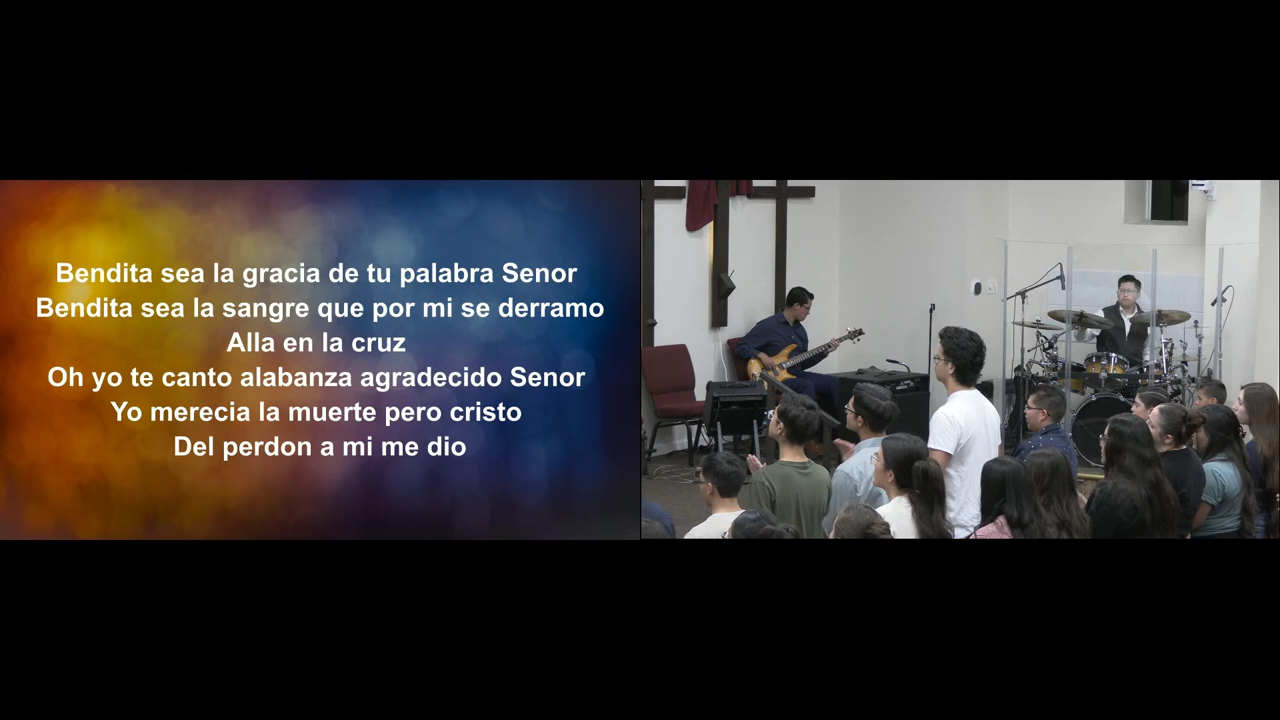 Bendita sea la gracia de tu palabra Senor
Bendita sea la sangre que por mi se derramo
Alla en la cruz
Oh yo te canto alabanza agradecido Senor
Yo merecia la muerte pero cristo
Del perdon a mi me dio